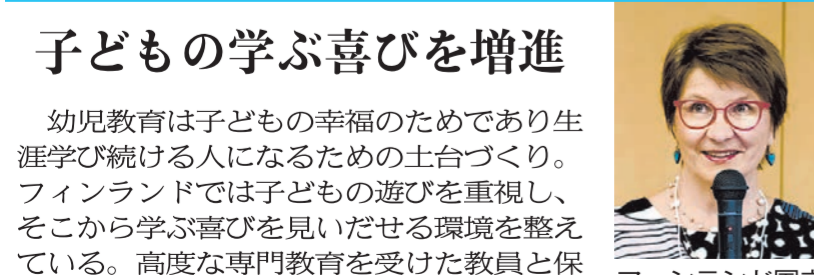 子どもの学ぶ喜びを増進
幼児教育は子どもの幸福のためであり生
涯学び続ける人になるための土台づくり。
フィンランドでは子どもの遊びを重視し、
そこから学ぶ喜びを見いだせる環境を整え
ている。高度な専門教育を受けた教員と保